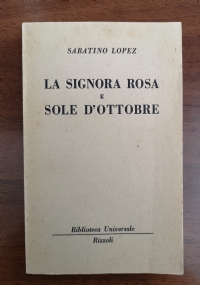 SABATINO LOPEZ
LA SIGNORA ROSA
E
SOLE D'OTTOBRE
Biblioteca Universale
Rizzoli